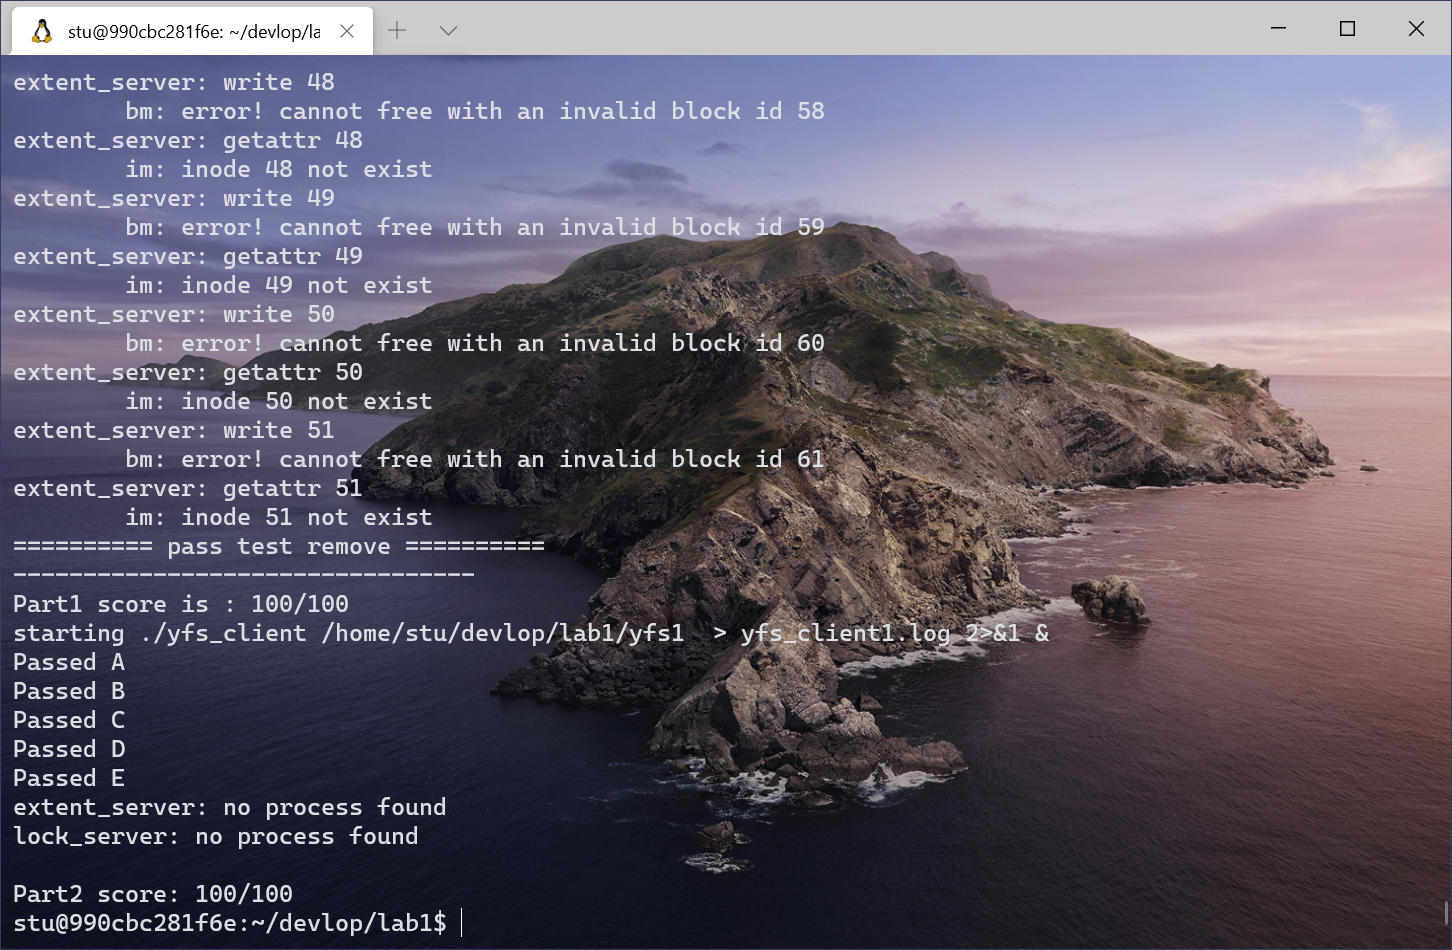 stu@990cbc281f6e: ~/devlop/la
extent_server: write 48
bm: error! cannot free with an invalid block id 58
extent_server: getattr 48
im: inode 48 not exist
extent_server: write 49
bm: error! cannot free with an invalid block id 59
extent_server: getattr 49
im: inode 49 not exist
extent_server: write 50
bm: error! cannot free with an invalid block id 60
extent_server: getattr 50
im: inode 50 not exist
extent_server: write 51
bm: error! cannot free with an invalid block id 61
extent_server: getattr 51
im: inode 51 not exist
========== pass test remove ==========
---------------------------------
Part1 score is : 100/100
starting ./yfs_client /home/stu/devlop/lab1/yfs1  > yfs_client1.log 2>&1 &
Passed A
Passed B
Passed C
Passed D
Passed E
extent_server: no process found
lock_server: no process found
Part2 score: 100/100
stu@990cbc281f6e:~/devlop/lab1$